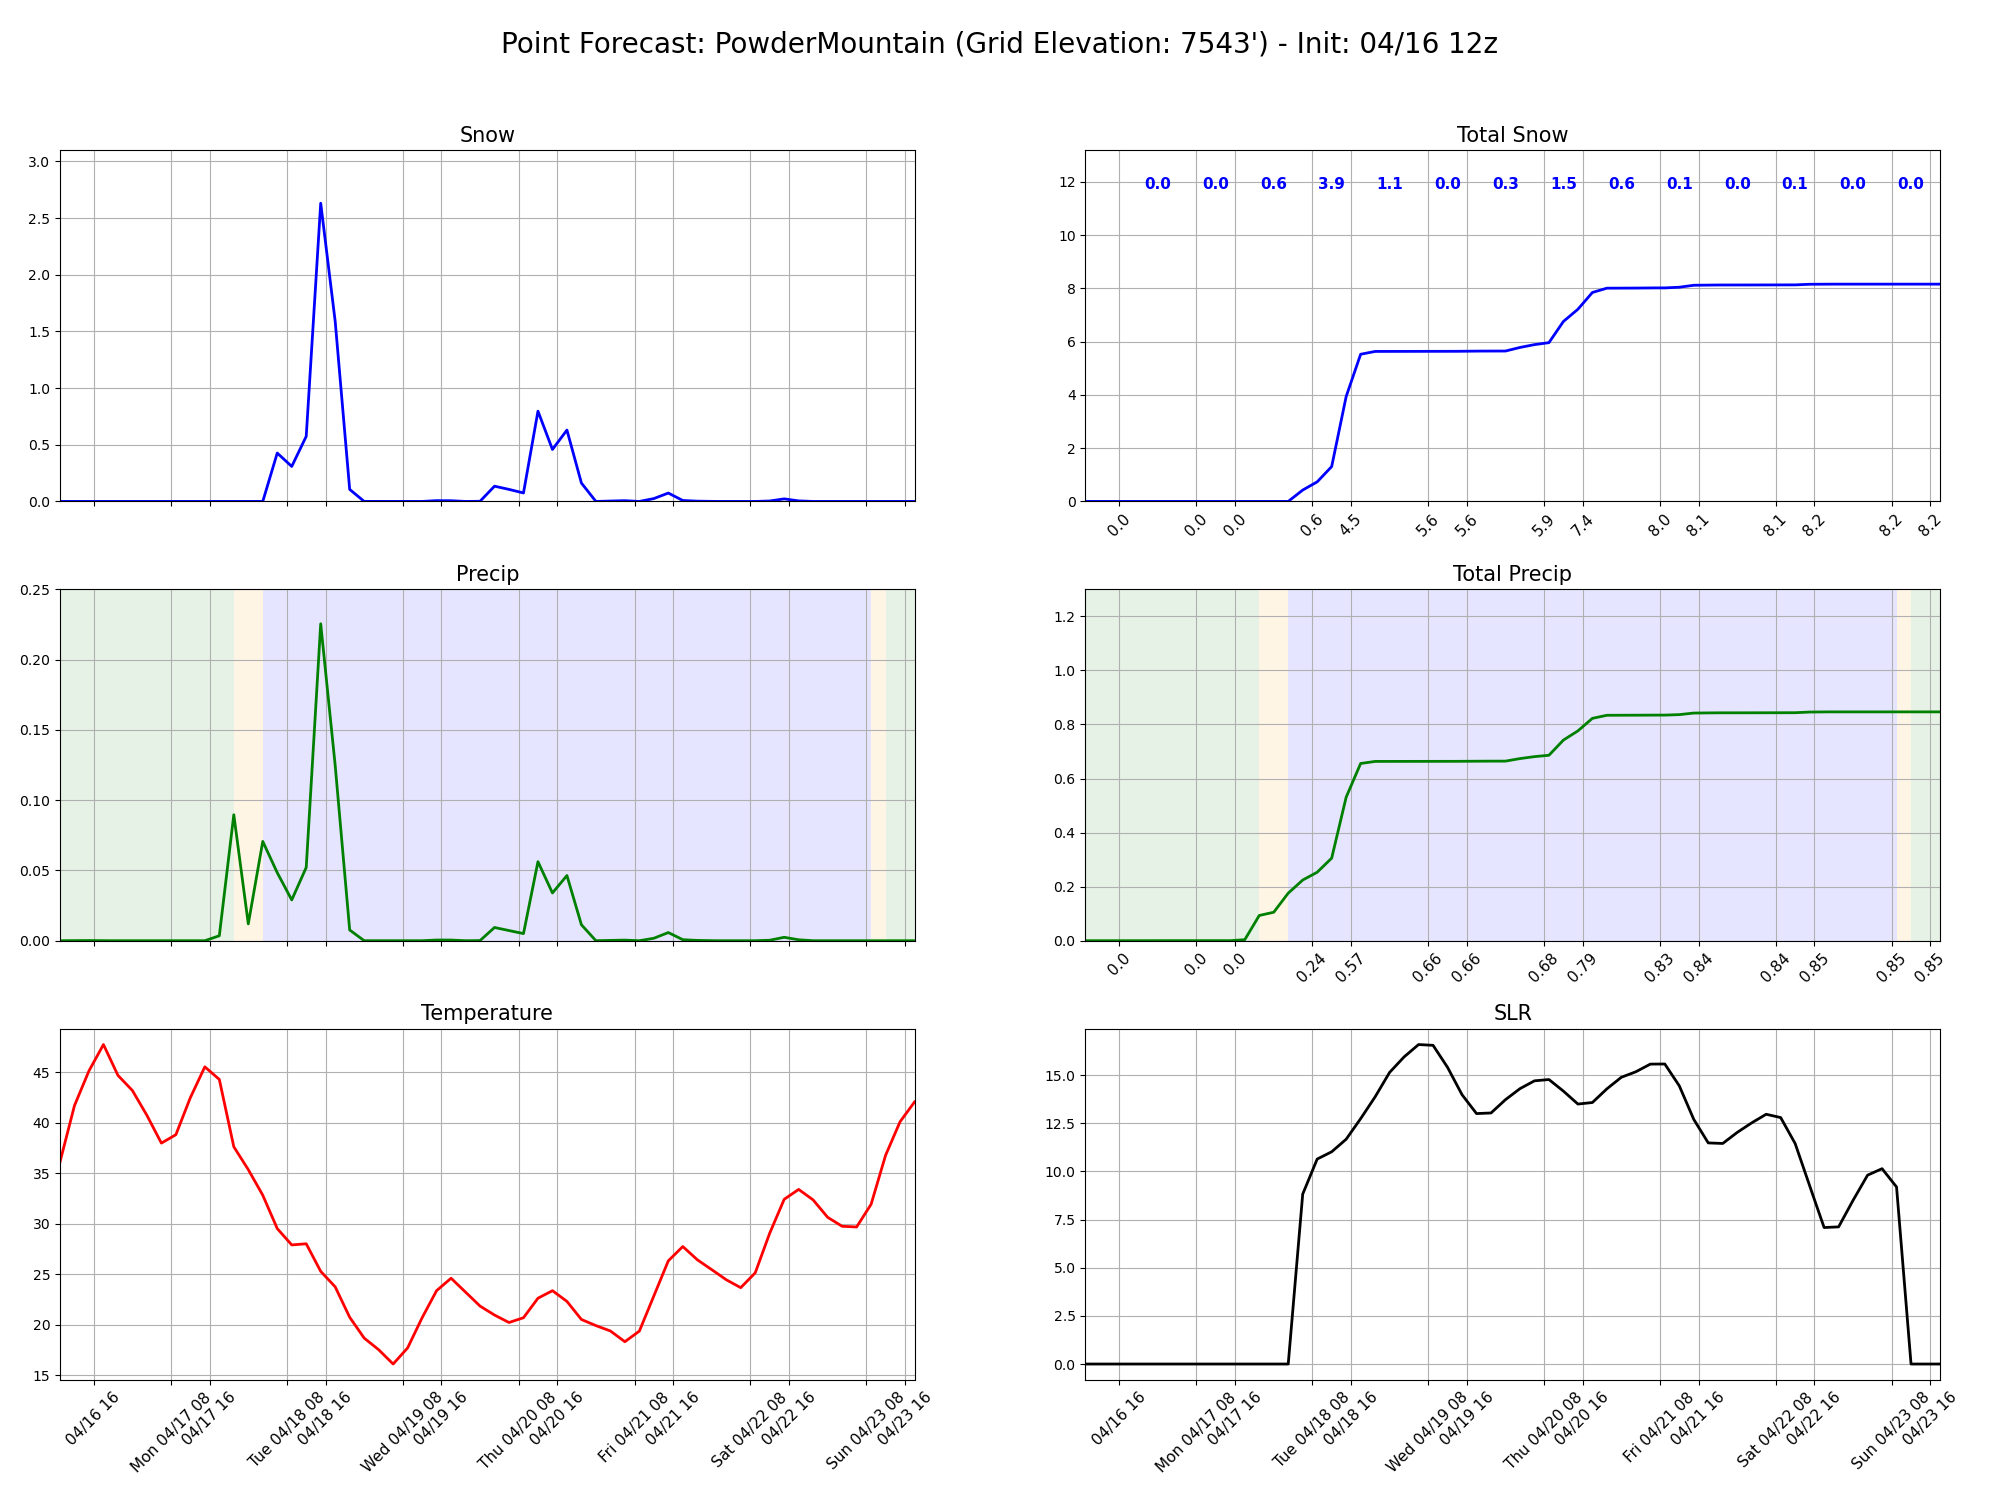 Point Forecast: PowderMountain (Grid Elevation: 7543') - Init: 04/16 12z
Snow
3.0
2.5
2.0
1.5
1.0
0.5
0.0
Total Snow
0.0 0.0 0.6 3.9 1.1 0.0 0.3 1.5 0.6 0.1 0.0 0.1 0.0 0.0
12
10
8
6
4
2
0
0.0 0.0 0.0 0.6 4.5 5.6 5.6 5.9 7.4 8.0 8.1 8.1 8.2 8.2 8.2
Precip
0.25
0.20
0.15
0.10
0.05
0.00
Total Precip
1.2
1.0
0.8
0.6
0.4
0.2
0.0
0.0 0.0 0.0 0.24 0.57 0.66 0.66 0.68 0.79 0.83 0.84 0.84 0.85 0.85 0.85
Temperature
45
40
35
30
25
20
15
04/16 16
Mon 04/17 08
04/17 16
Tue 04/18 08
04/18 16
Wed 04/19 08
04/19 16
Thu 04/20 08
04/20 16
Fri 04/21 08
04/21 16
Sat 04/22 08
04/22 16
Sun 04/23 08
04/23 16
SLR
15.0
12.5
10.0
7.5
5.0
2.5
0.0
04/16 16
Mon 04/17 08
04/17 16
Tue 04/18 08
04/18 16
Wed 04/19 08
04/19 16
Thu 04/20 08
04/20 16
Fri 04/21 08
04/21 16
Sat 04/22 08
04/22 16
Sun 04/23 08
04/23 16